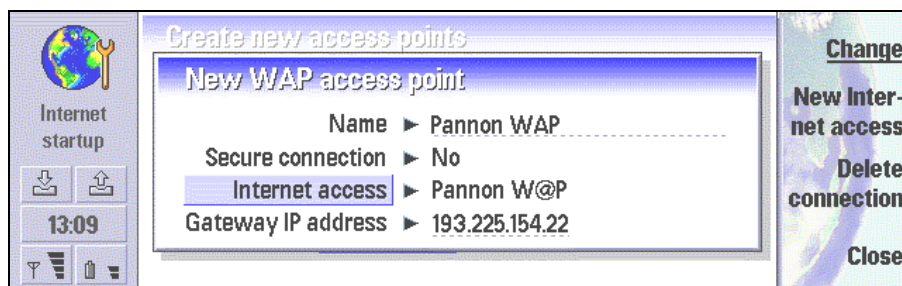 Internet
startup
13:09
Create new access points
New WAP access point
Name Pannon WAP
Secure connection No
Internet access Pannon W@P
Gateway IP address 193.225.154.22
Change
New Inter-
net access
Delete
connection
Close